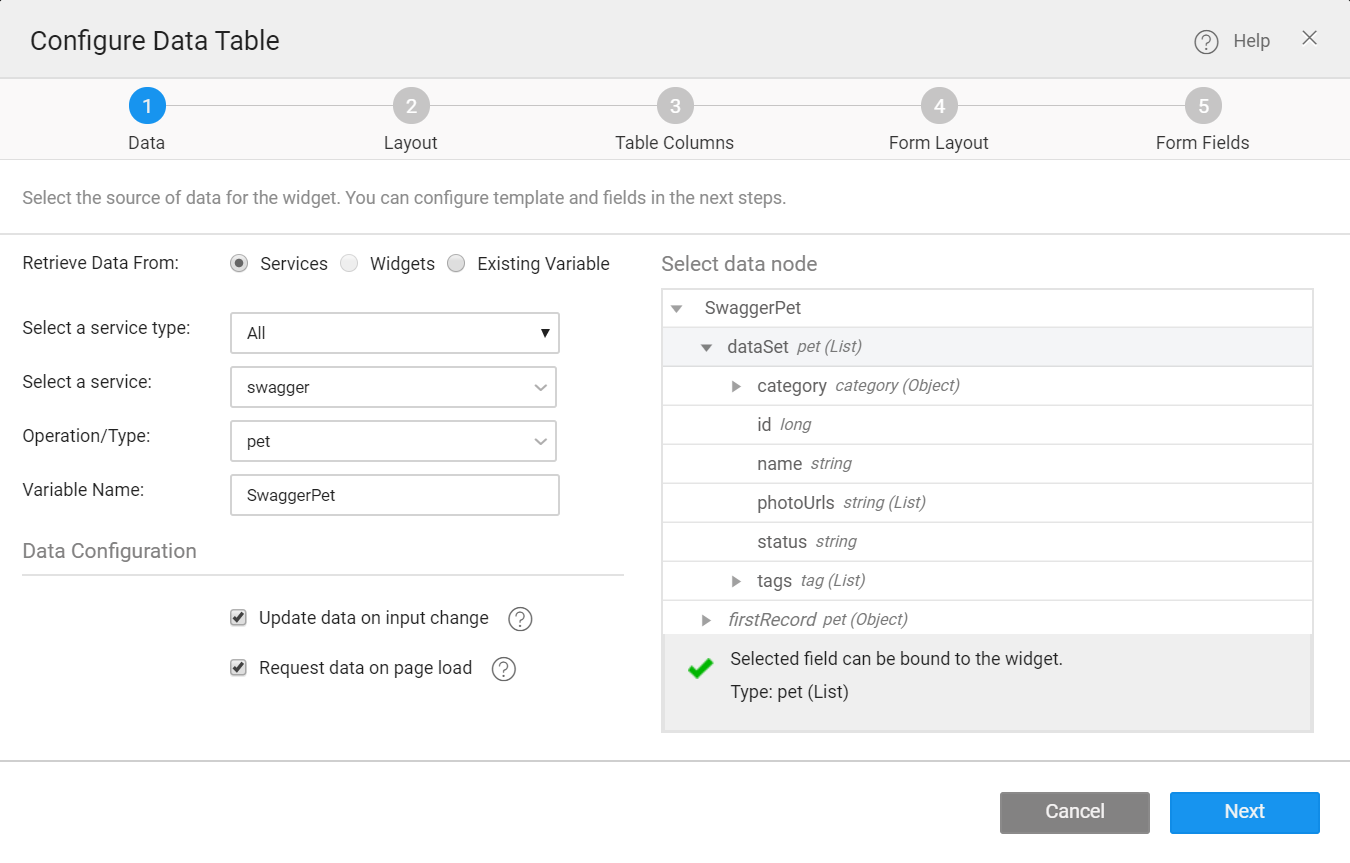 Configure Data Table
? Help
1 2 3 4 5
Data Layout Table Columns Form Layout Form Fields
Select the source of data for the widget. You can configure template and fields in the next steps.
Retrieve Data From: Services Widgets Existing Variable
Select a service type: All
Select a service: swagger
Operation/Type: pet
Variable Name: SwaggerPet
Data Configuration
Update data on input change ?
Request data on page load ?
Select data node
SwaggerPet
dataSet pet (List)
category category (Object)
id long
name string
photoUrls string (List)
status string
tags tag (List)
firstRecord pet (Object)
Selected field can be bound to the widget.
Type: pet (List)
Cancel Next